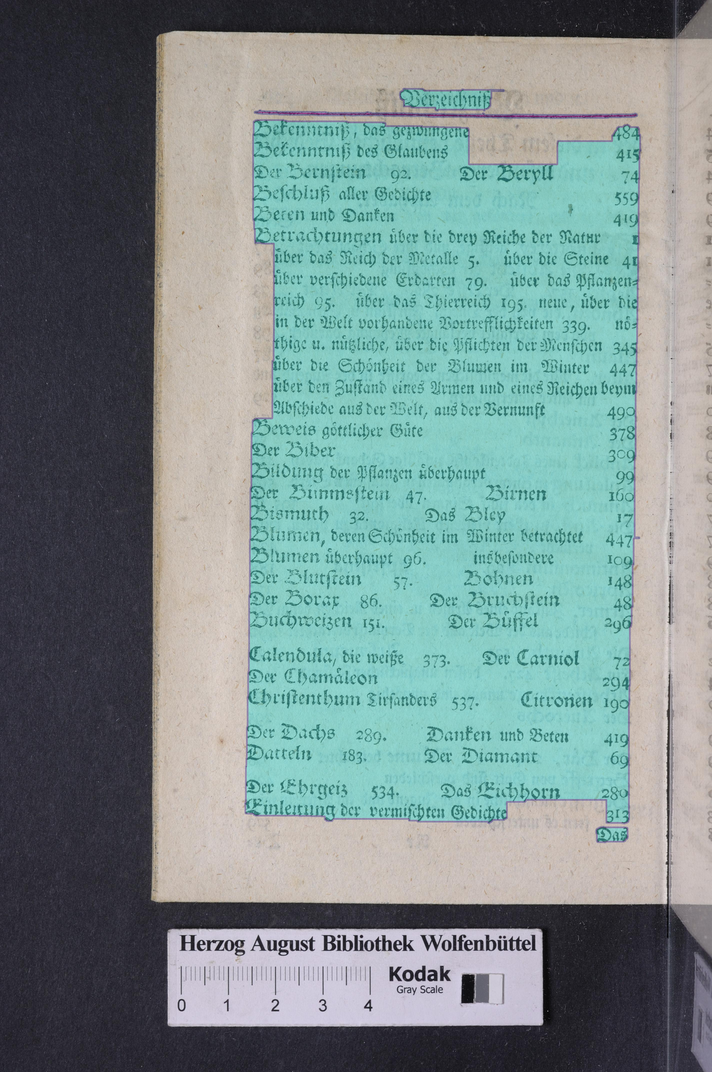 Verzeichniß
Bekenntniß, das gezwungene 484
Bekenntniß des Glaubens 415
Der Bernstein 92. Der Beryll 74
Beschluß aller Gedichte 559
Beten und Danken 419
Betrachtungen über die drey Reiche der Natur 1
über das Reich der Metalle 5. über die Steine 41
über verschiedene Erdarten 79. über das Pflanzen-
reich 95. über das Thierreich 195. neue, über die
in der Welt vorhandene Vortrefflichkeiten 339. nö-
thige u. nützliche, über die Pflichten der Menschen 345
über die Schönheit der Blumen im Winter 447
über den Zustand eines Armen und eines Reichen beym
Abschiede aus der Welt, aus der Vernunft 490
Beweis göttlicher Güte 378
Der Biber 309
Bildung der Pflanzen überhaupt 99
Der Bimmsstein 47. Birnen 160
Bismuth 32. Das Bley 17
Blumen, deren Schönheit im Winter betrachtet 447
Blumen überhaupt 96. insbesondere 109
Der Blutstein 57. Bohnen 148
Der Borax 86. Der Bruchstein 48
Buchweizen 151. Der Büffel 296
Calendula, die weiße 373. Der Carniol 72
Der Chamäleon 294
Christenthum Tirsanders 537. Citronen 190
Der Dachs 289. Danken und Beten 419
Datteln 183. Der Diamant 69
Der Ehrgeiz 534. Das Eichhorn 280
Einleitung der vermischten Gedichte 313
Das
Herzog August Bibliothek Wolfenbüttel
Kodak
Gray Scale
0 1 2 3 4